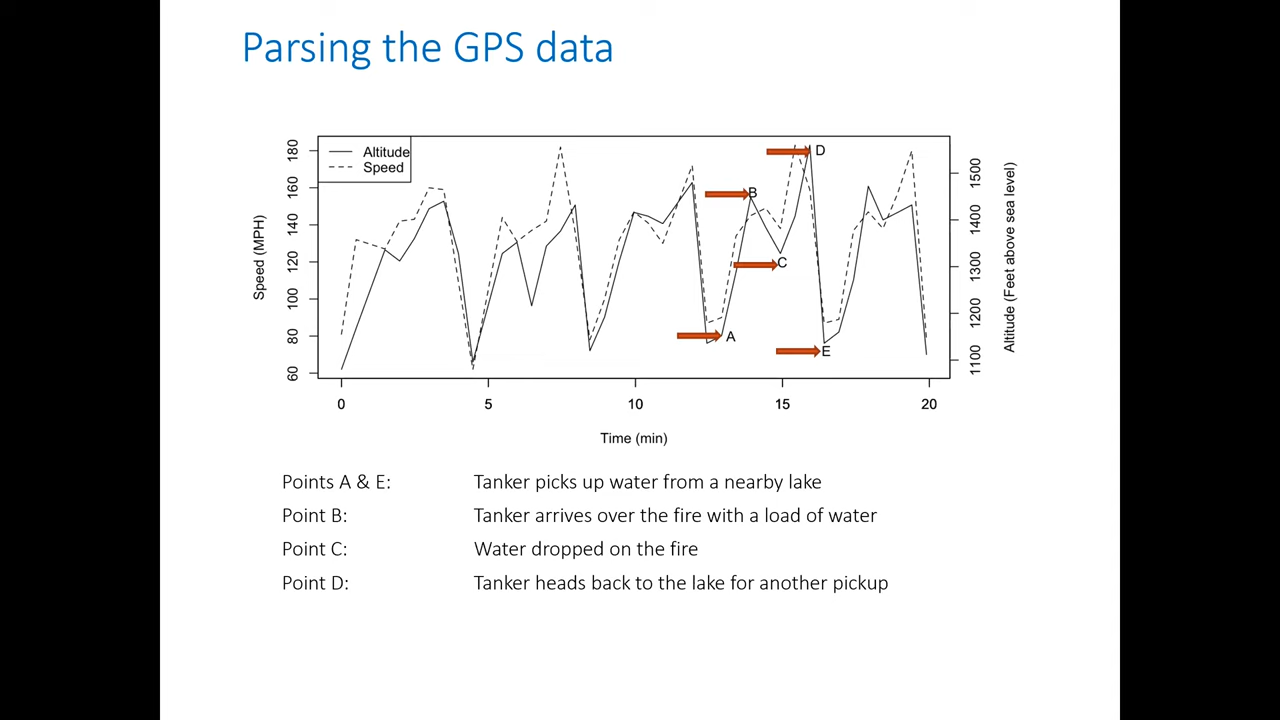 Parsing the GPS data
Altitude
Speed
Speed (MPH)
60 80 100 120 140 160 180
A
B
C
D
E
Altitude (Feet above sea level)
1100 1200 1300 1400 1500
0 5 10 15 20
Time (min)
Points A & E: Tanker picks up water from a nearby lake
Point B: Tanker arrives over the fire with a load of water
Point C: Water dropped on the fire
Point D: Tanker heads back to the lake for another pickup